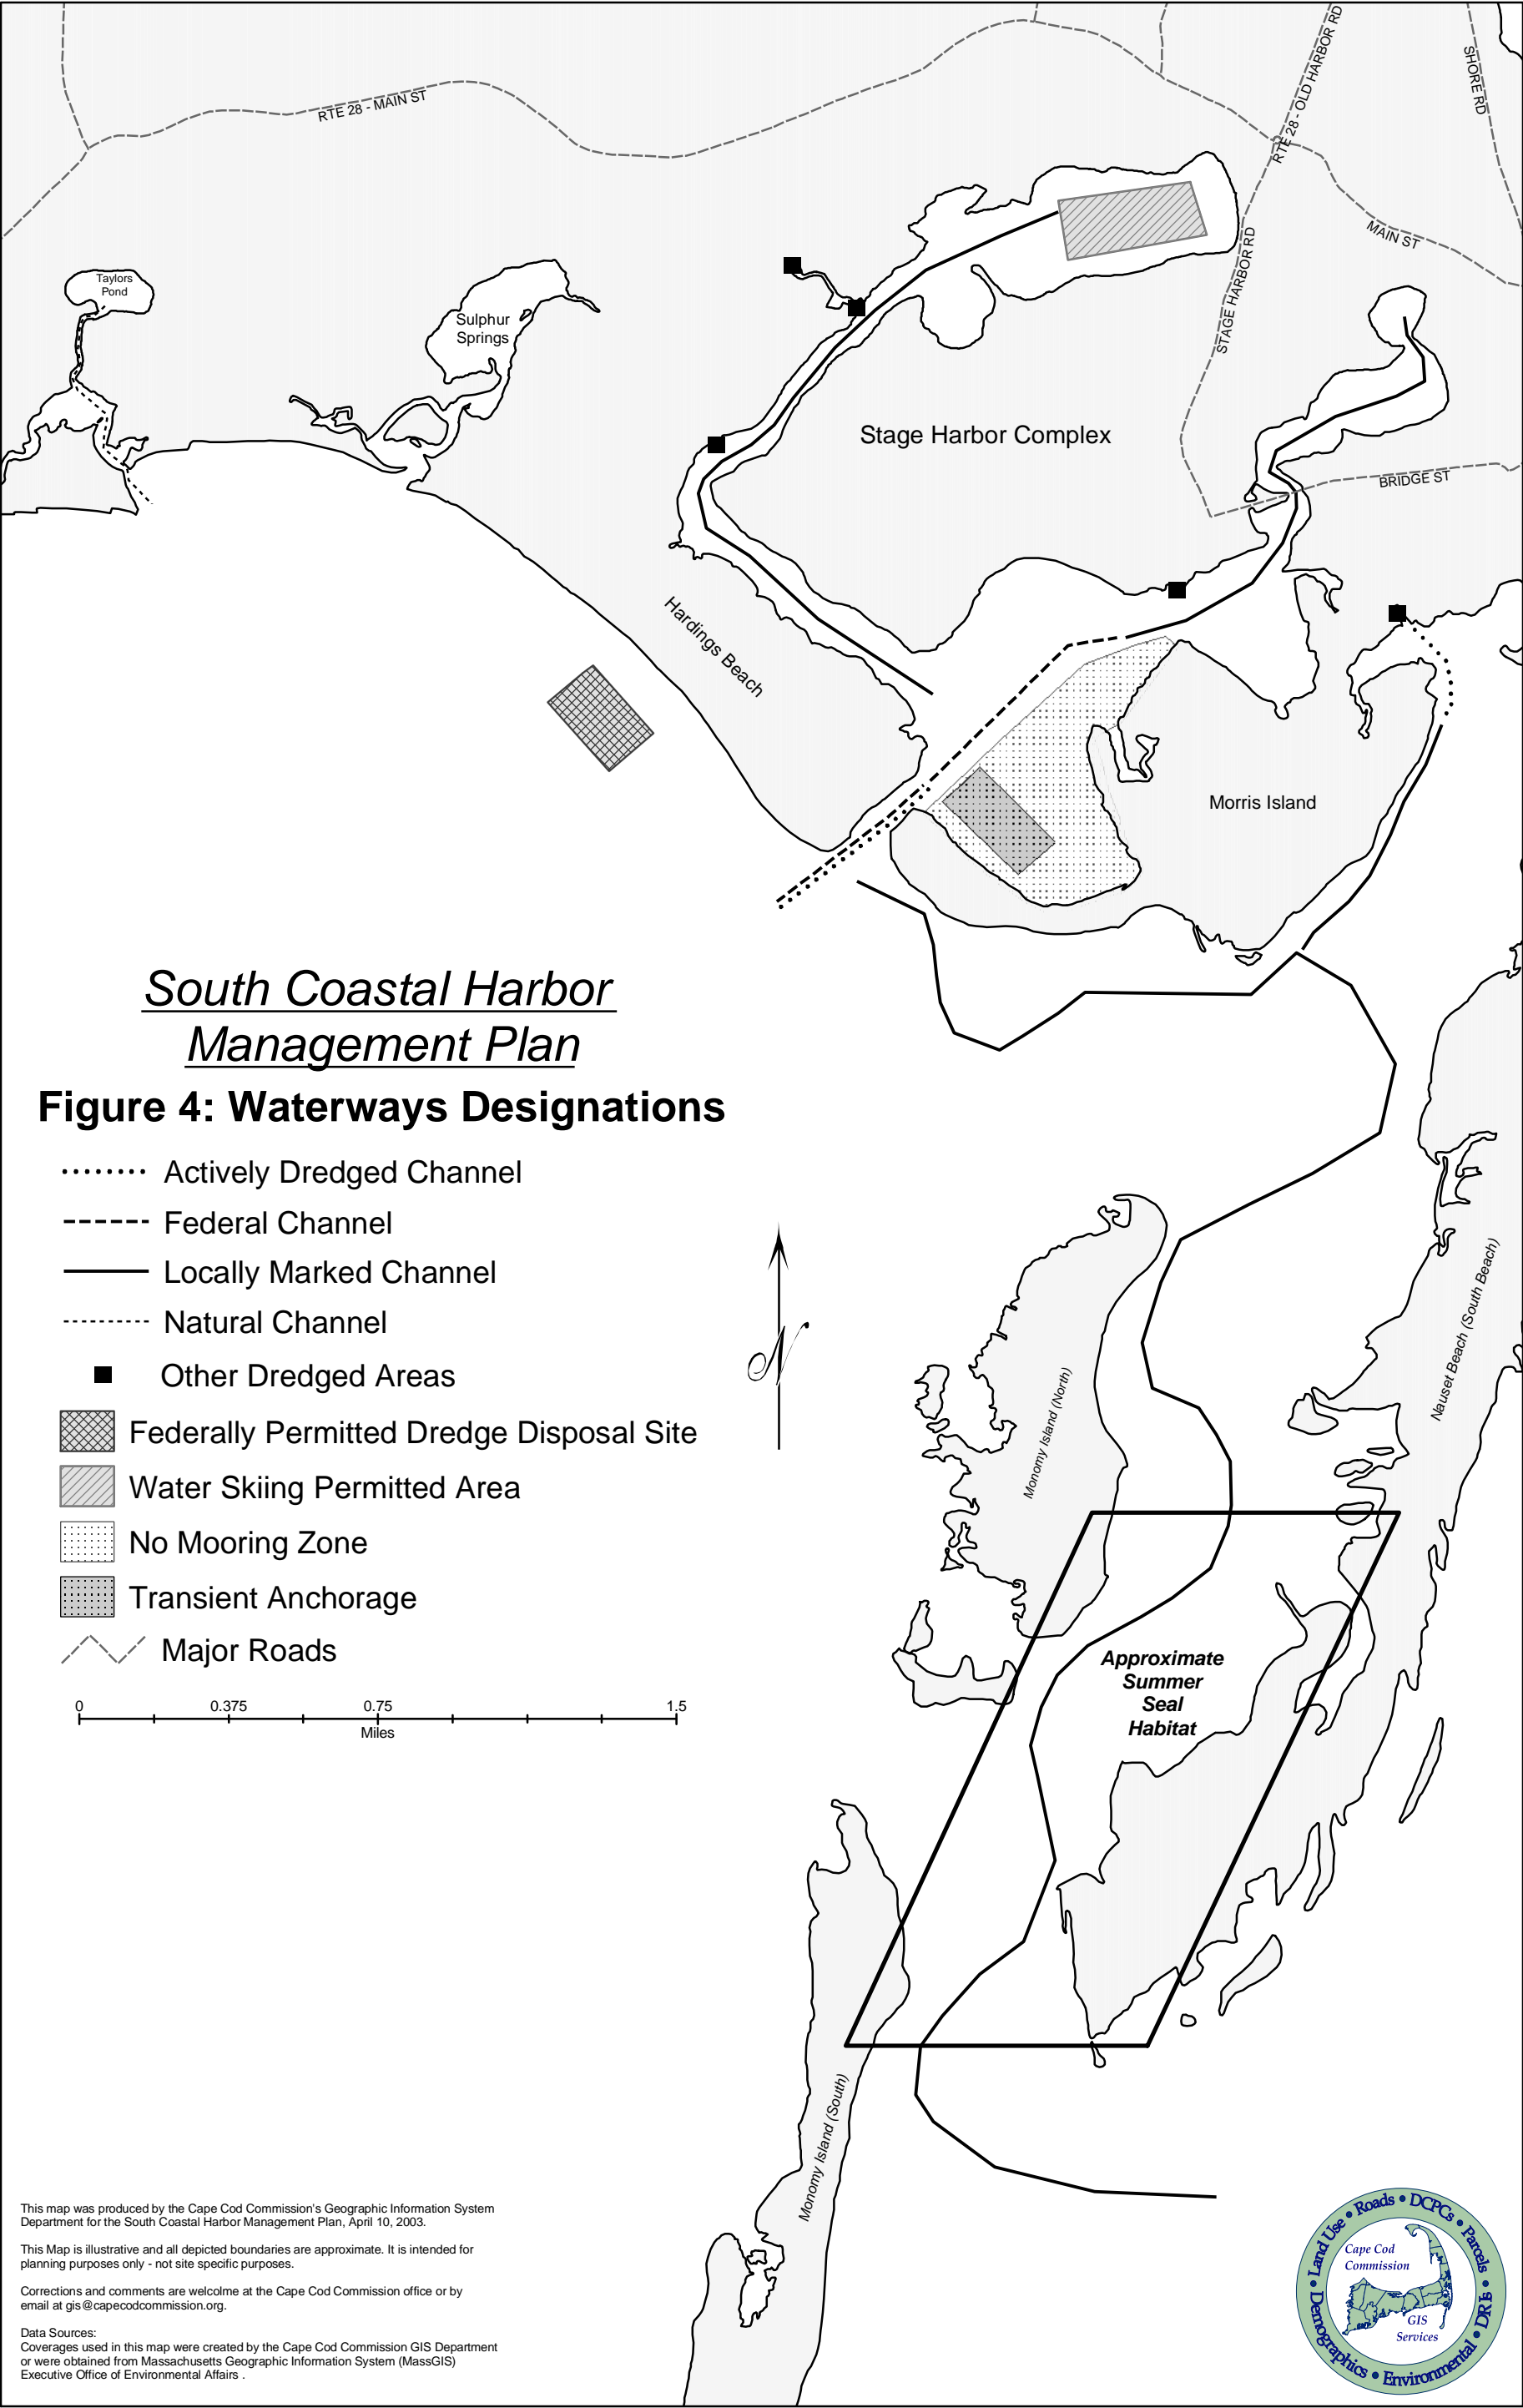 RTE 28 - MAIN ST
RTE 28 - OLD HARBOR RD
SHORE RD
MAIN ST
STAGE HARBOR RD
Taylors
Pond
Sulphur
Springs
Stage Harbor Complex
BRIDGE ST
Hardings Beach
Morris Island
South Coastal Harbor
Management Plan
Figure 4: Waterways Designations
Actively Dredged Channel
Federal Channel
Locally Marked Channel
Natural Channel
Other Dredged Areas
Federally Permitted Dredge Disposal Site
Water Skiing Permitted Area
No Mooring Zone
Transient Anchorage
Major Roads
0 0.375 0.75 1.5
Miles
N
Nauset Beach (South Beach)
Monomy Island (North)
Approximate
Summer
Seal
Habitat
Monomy Island (South)
This map was produced by the Cape Cod Commission's Geographic Information System
Department for the South Coastal Harbor Management Plan, April 10, 2003.
This Map is illustrative and all depicted boundaries are approximate. It is intended for
planning purposes only - not site specific purposes.
Corrections and comments are welcolme at the Cape Cod Commission office or by
email at gis@capecodcommission.org.
Data Sources:
Coverages used in this map were created by the Cape Cod Commission GIS Department
or were obtained from Massachusetts Geographic Information System (MassGIS)
Executive Office of Environmental Affairs .
Land Use • Roads • DCPCs • Parcels • DRIs • Environmental • Demographics •
Cape Cod
Commission
GIS
Services